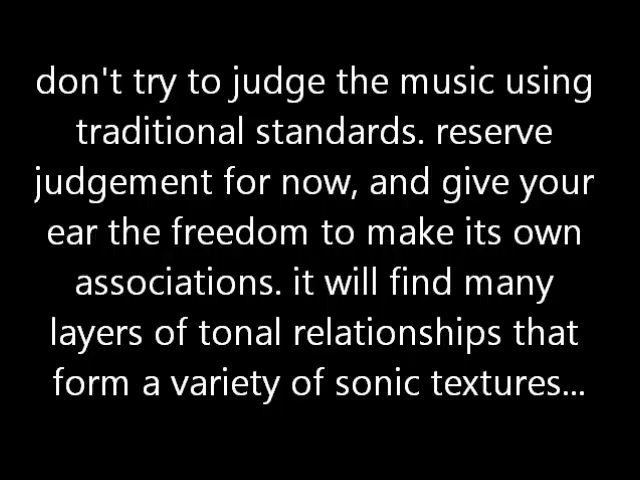 don't try to judge the music using
traditional standards. reserve
judgement for now, and give your
ear the freedom to make its own
associations. it will find many
layers of tonal relationships that
form a variety of sonic textures...